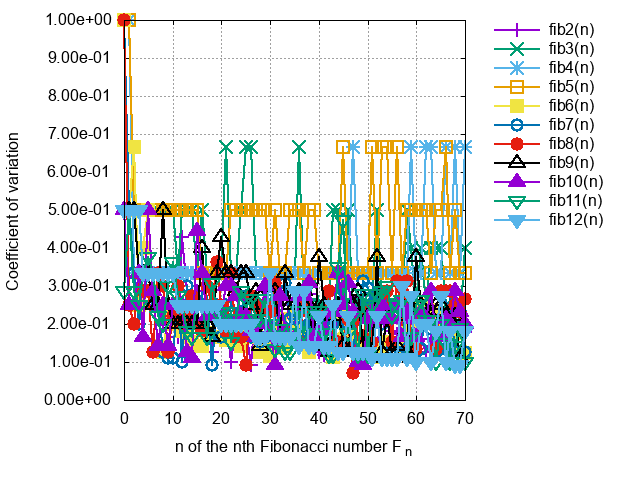 1.00e+00
9.00e-01
8.00e-01
7.00e-01
6.00e-01
5.00e-01
4.00e-01
3.00e-01
2.00e-01
1.00e-01
0.00e+00
Coefficient of variation
0 10 20 30 40 50 60 70
n of the nth Fibonacci number F n
fib2(n)
fib3(n)
fib4(n)
fib5(n)
fib6(n)
fib7(n)
fib8(n)
fib9(n)
fib10(n)
fib11(n)
fib12(n)